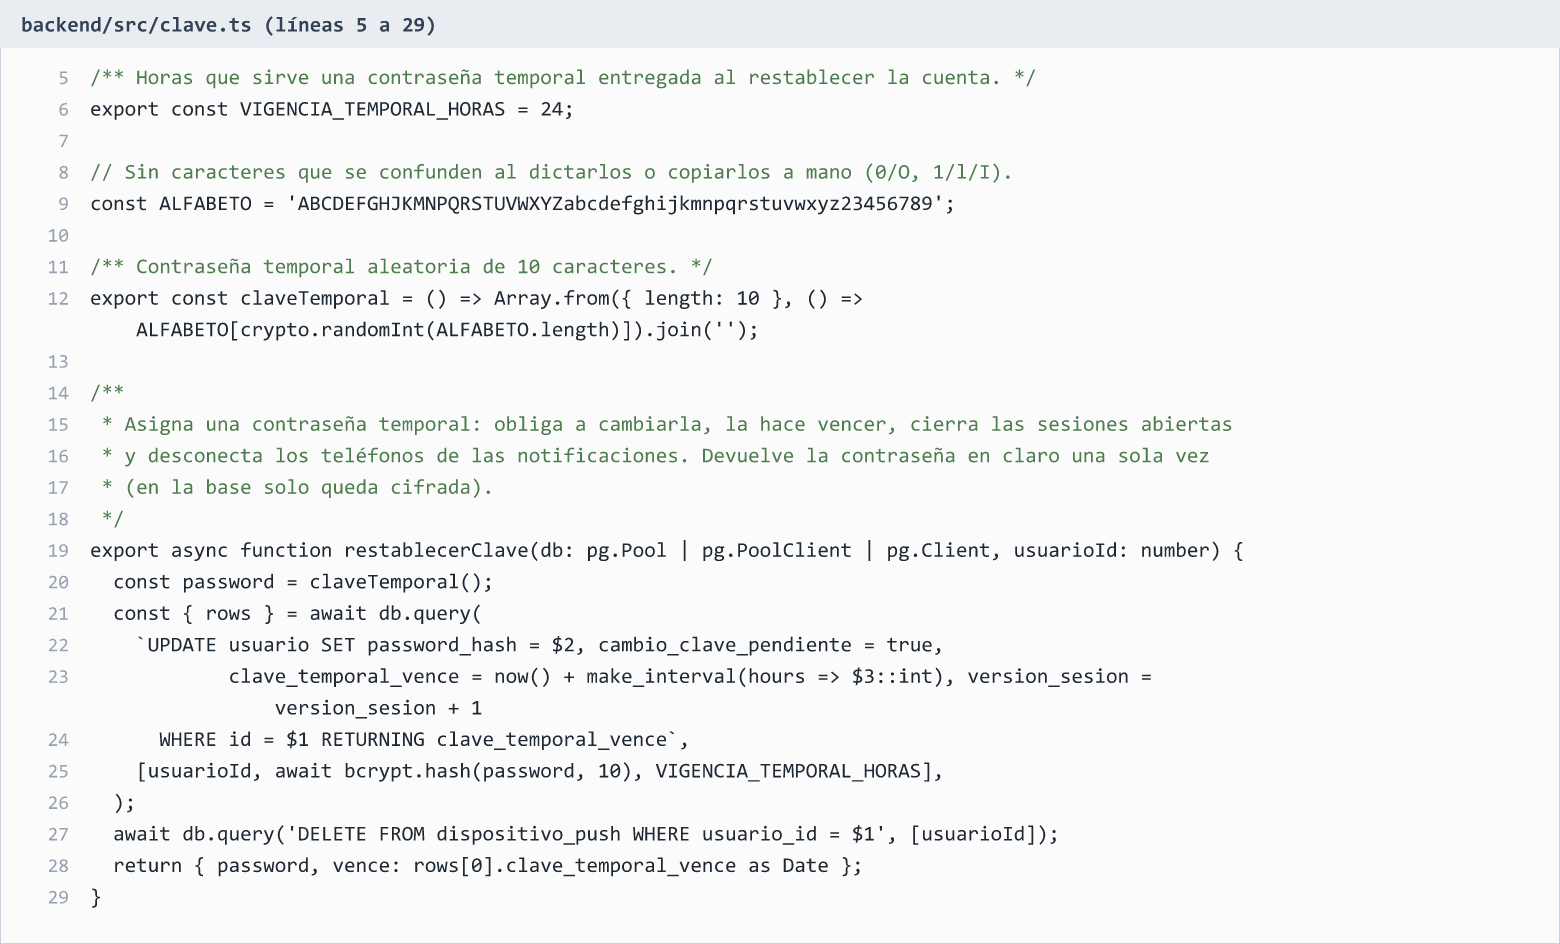 backend/src/clave.ts (líneas 5 a 29)
5 /** Horas que sirve una contraseña temporal entregada al restablecer la cuenta. */
6 export const VIGENCIA_TEMPORAL_HORAS = 24;
7
8 // Sin caracteres que se confunden al dictarlos o copiarlos a mano (0/O, 1/l/I).
9 const ALFABETO = 'ABCDEFGHJKMNPQRSTUVWXYZabcdefghijkmnpqrstuvwxyz23456789';
10
11 /** Contraseña temporal aleatoria de 10 caracteres. */
12 export const claveTemporal = () => Array.from({ length: 10 }, () =>
ALFABETO[crypto.randomInt(ALFABETO.length)]).join('');
13
14 /**
15  * Asigna una contraseña temporal: obliga a cambiarla, la hace vencer, cierra las sesiones abiertas
16  * y desconecta los teléfonos de las notificaciones. Devuelve la contraseña en claro una sola vez
17  * (en la base solo queda cifrada).
18  */
19 export async function restablecerClave(db: pg.Pool | pg.PoolClient | pg.Client, usuarioId: number) {
20   const password = claveTemporal();
21   const { rows } = await db.query(
22     `UPDATE usuario SET password_hash = $2, cambio_clave_pendiente = true,
23             clave_temporal_vence = now() + make_interval(hours => $3::int), version_sesion =
version_sesion + 1
24       WHERE id = $1 RETURNING clave_temporal_vence`,
25     [usuarioId, await bcrypt.hash(password, 10), VIGENCIA_TEMPORAL_HORAS],
26   );
27   await db.query('DELETE FROM dispositivo_push WHERE usuario_id = $1', [usuarioId]);
28   return { password, vence: rows[0].clave_temporal_vence as Date };
29 }